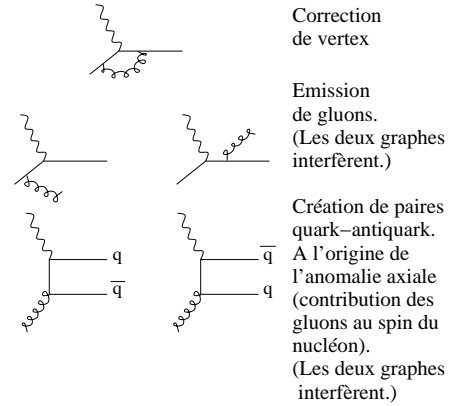 Correction
de vertex
Emission
de gluons.
(Les deux graphes
interfèrent.)
Création de paires
quark−antiquark.
A l'origine de
l'anomalie axiale
(contribution des
gluons au spin du
nucléon).
(Les deux graphes
interfèrent.)
q
q̅
q̅
q